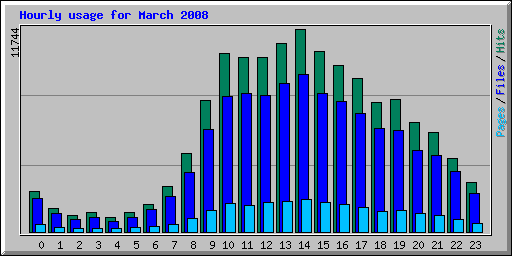 Hourly usage for March 2008
11744
Pages/Files/Hits
0 1 2 3 4 5 6 7 8 9 10 11 12 13 14 15 16 17 18 19 20 21 22 23